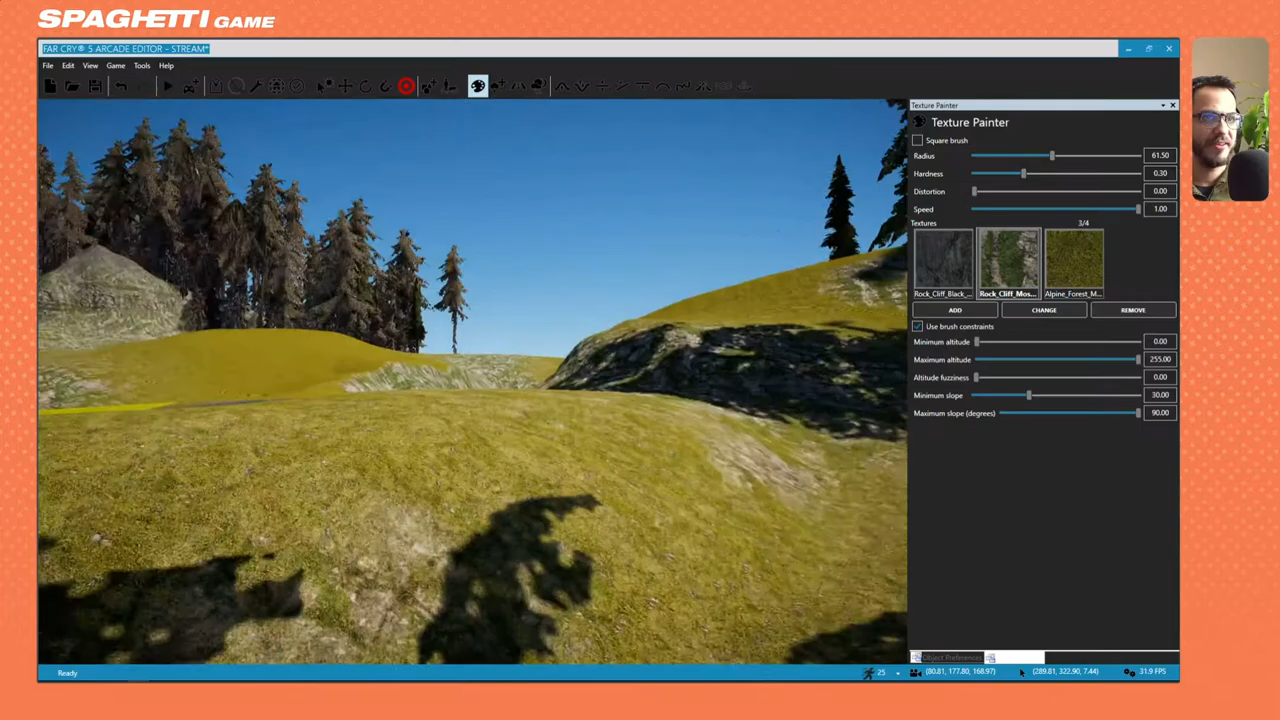 SPAGHETTI GAME
FAR CRY® 5 ARCADE EDITOR - STREAM*
File Edit View Game Tools Help
Texture Painter
Texture Painter
Square brush
Radius 61.50
Hardness 0.30
Distortion 0.00
Speed 1.00
Textures 3/4
Rock_Cliff_Black_... Rock_Cliff_Mos... Alpine_Forest_M...
ADD CHANGE REMOVE
Use brush constraints
Minimum altitude 0.00
Maximum altitude 255.00
Altitude fuzziness 0.00
Minimum slope 30.00
Maximum slope (degrees) 90.00
Object Preferences
Ready 25 (80.81, 177.80, 168.97) (289.81, 322.90, 7.44) 31.9 FPS